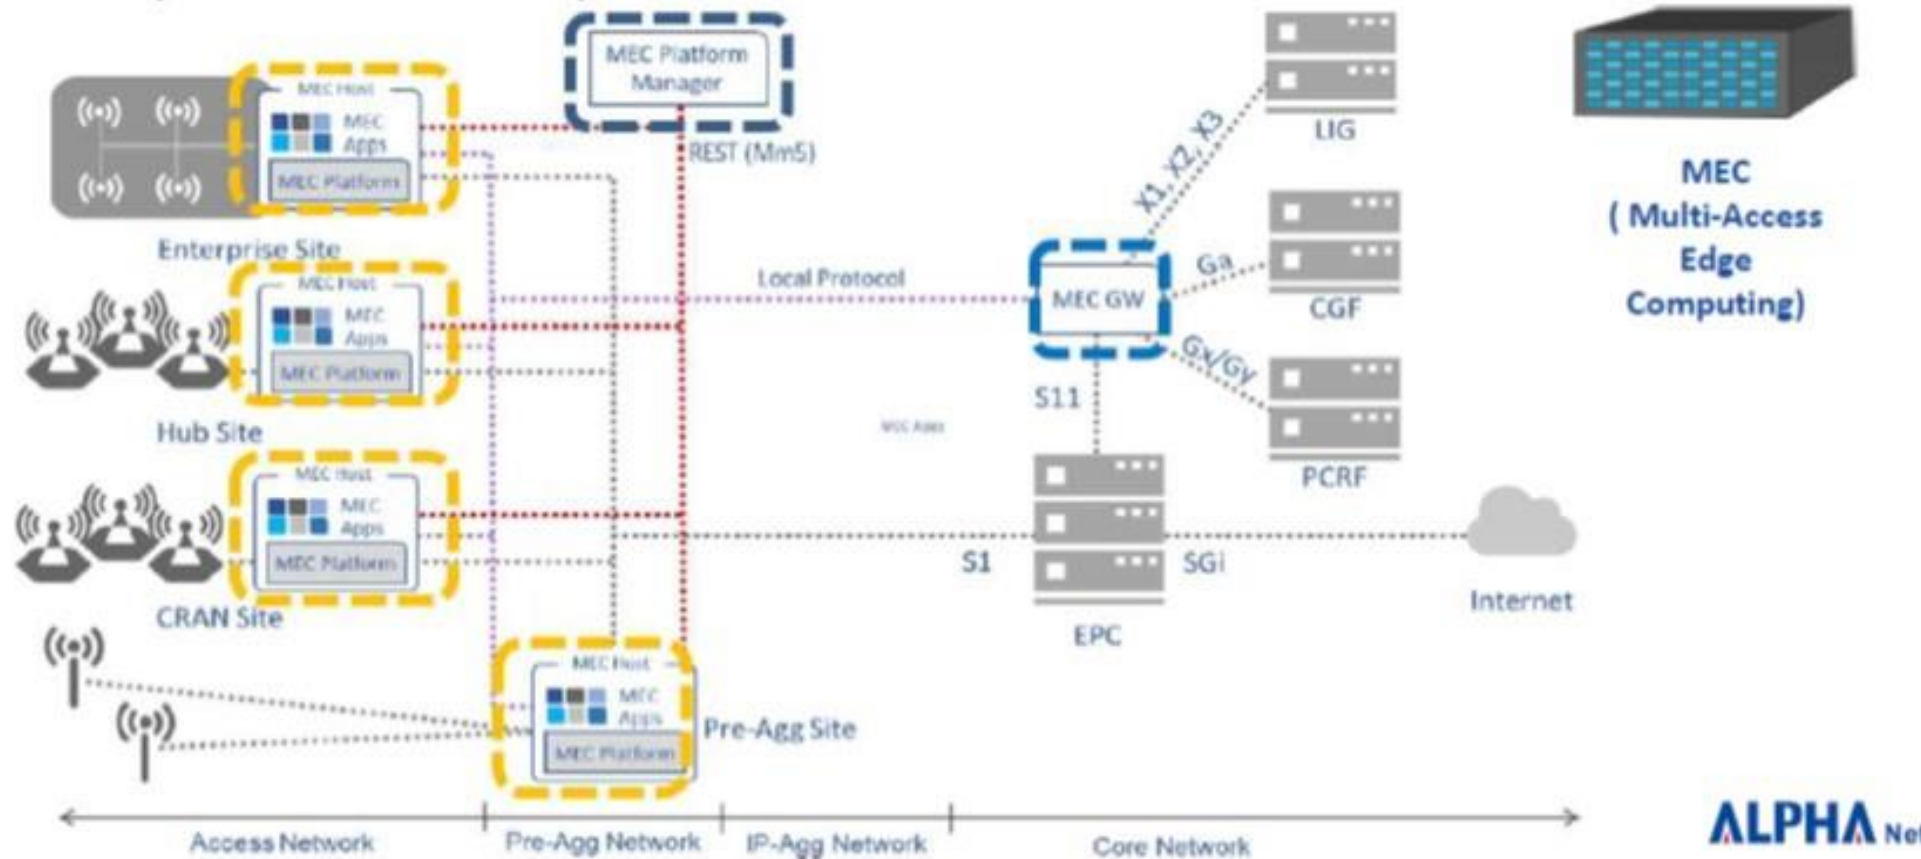 MEC Platform
Manager
REST (Mm5)
MEC Host
MEC
Apps
MEC Platform
Enterprise Site
MEC Host
MEC
Apps
MEC Platform
Hub Site
MEC Host
MEC
Apps
MEC Platform
CRAN Site
MEC Host
MEC
Apps
MEC Platform
Pre-Agg Site
Local Protocol
MEC Apps
MEC GW
X1, X2, X3
LIG
Ga
CGF
Gx/Gy
PCRF
S11
S1
SGi
EPC
Internet
MEC
( Multi-Access
Edge
Computing)
Access Network
Pre-Agg Network
IP-Agg Network
Core Network
ALPHA Net